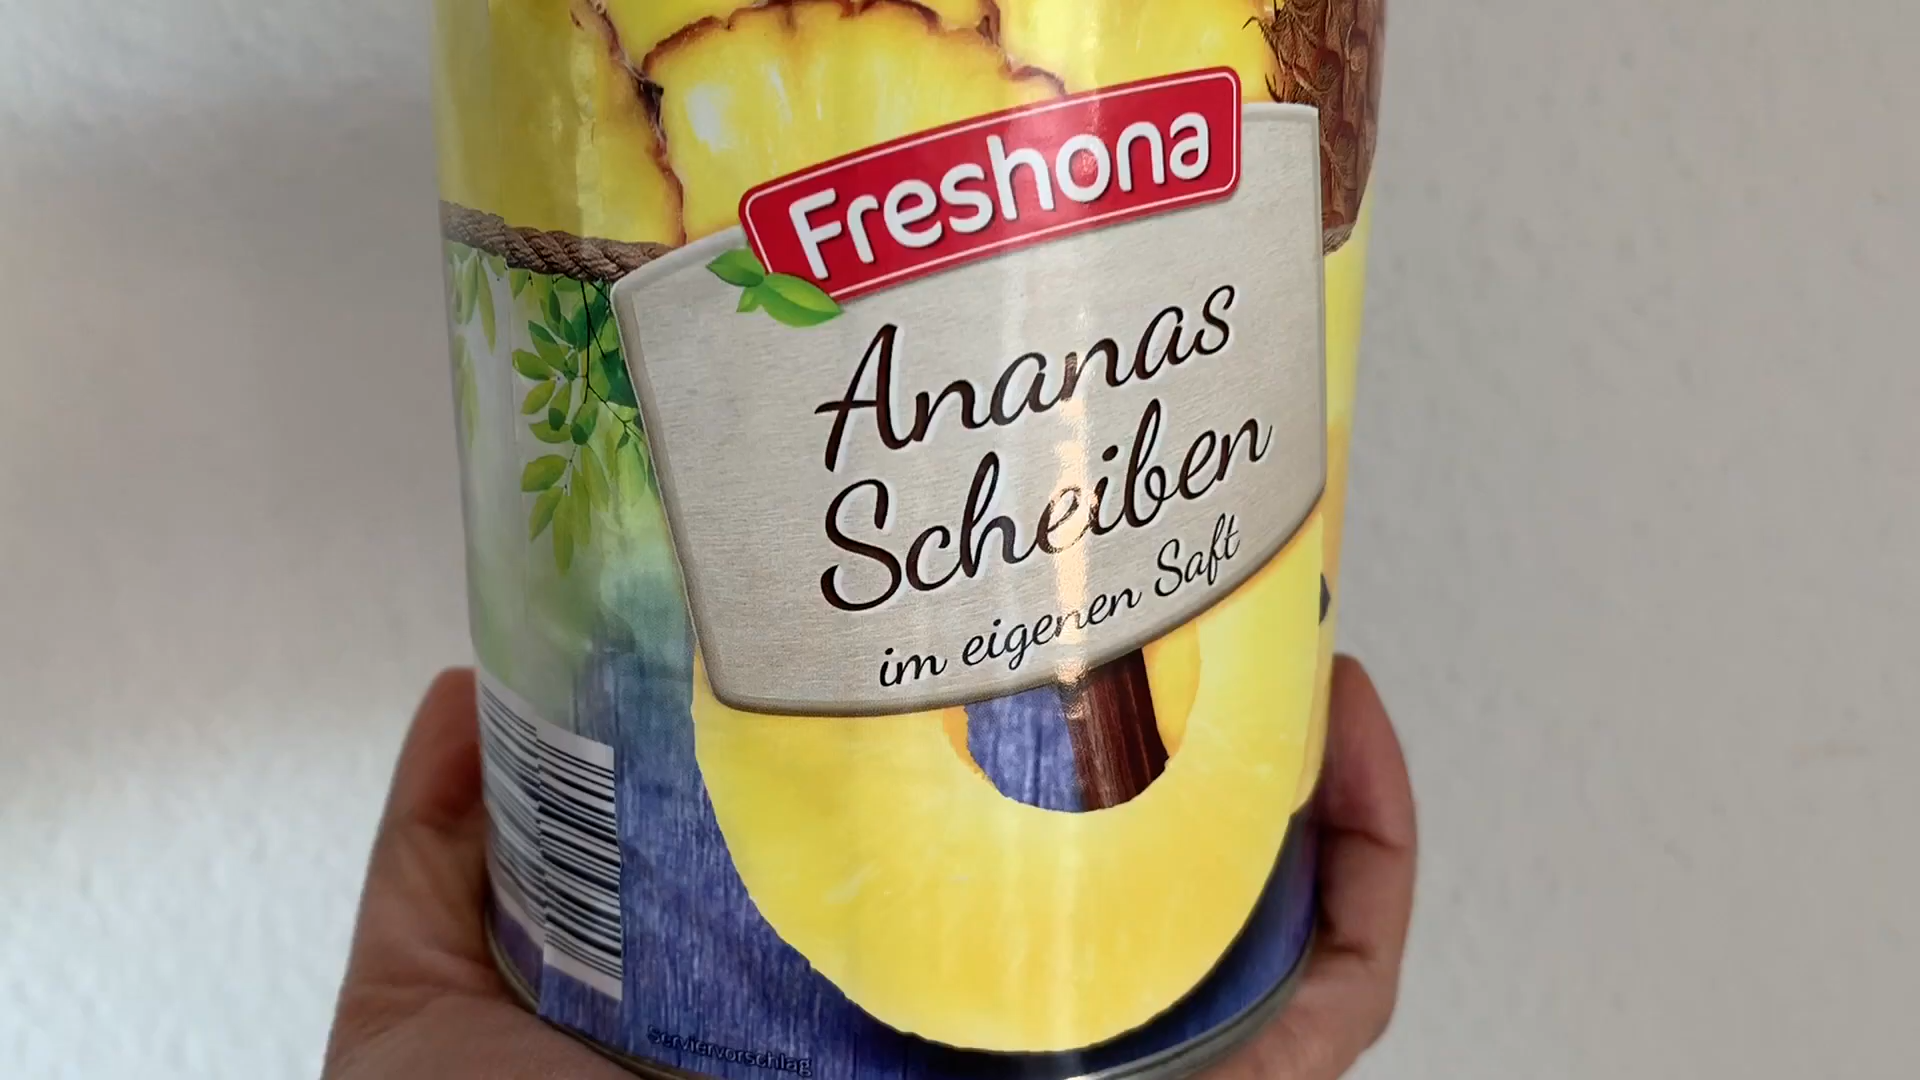 Freshona
Ananas
Scheiben
im eigenen Saft
Serviervorschlag